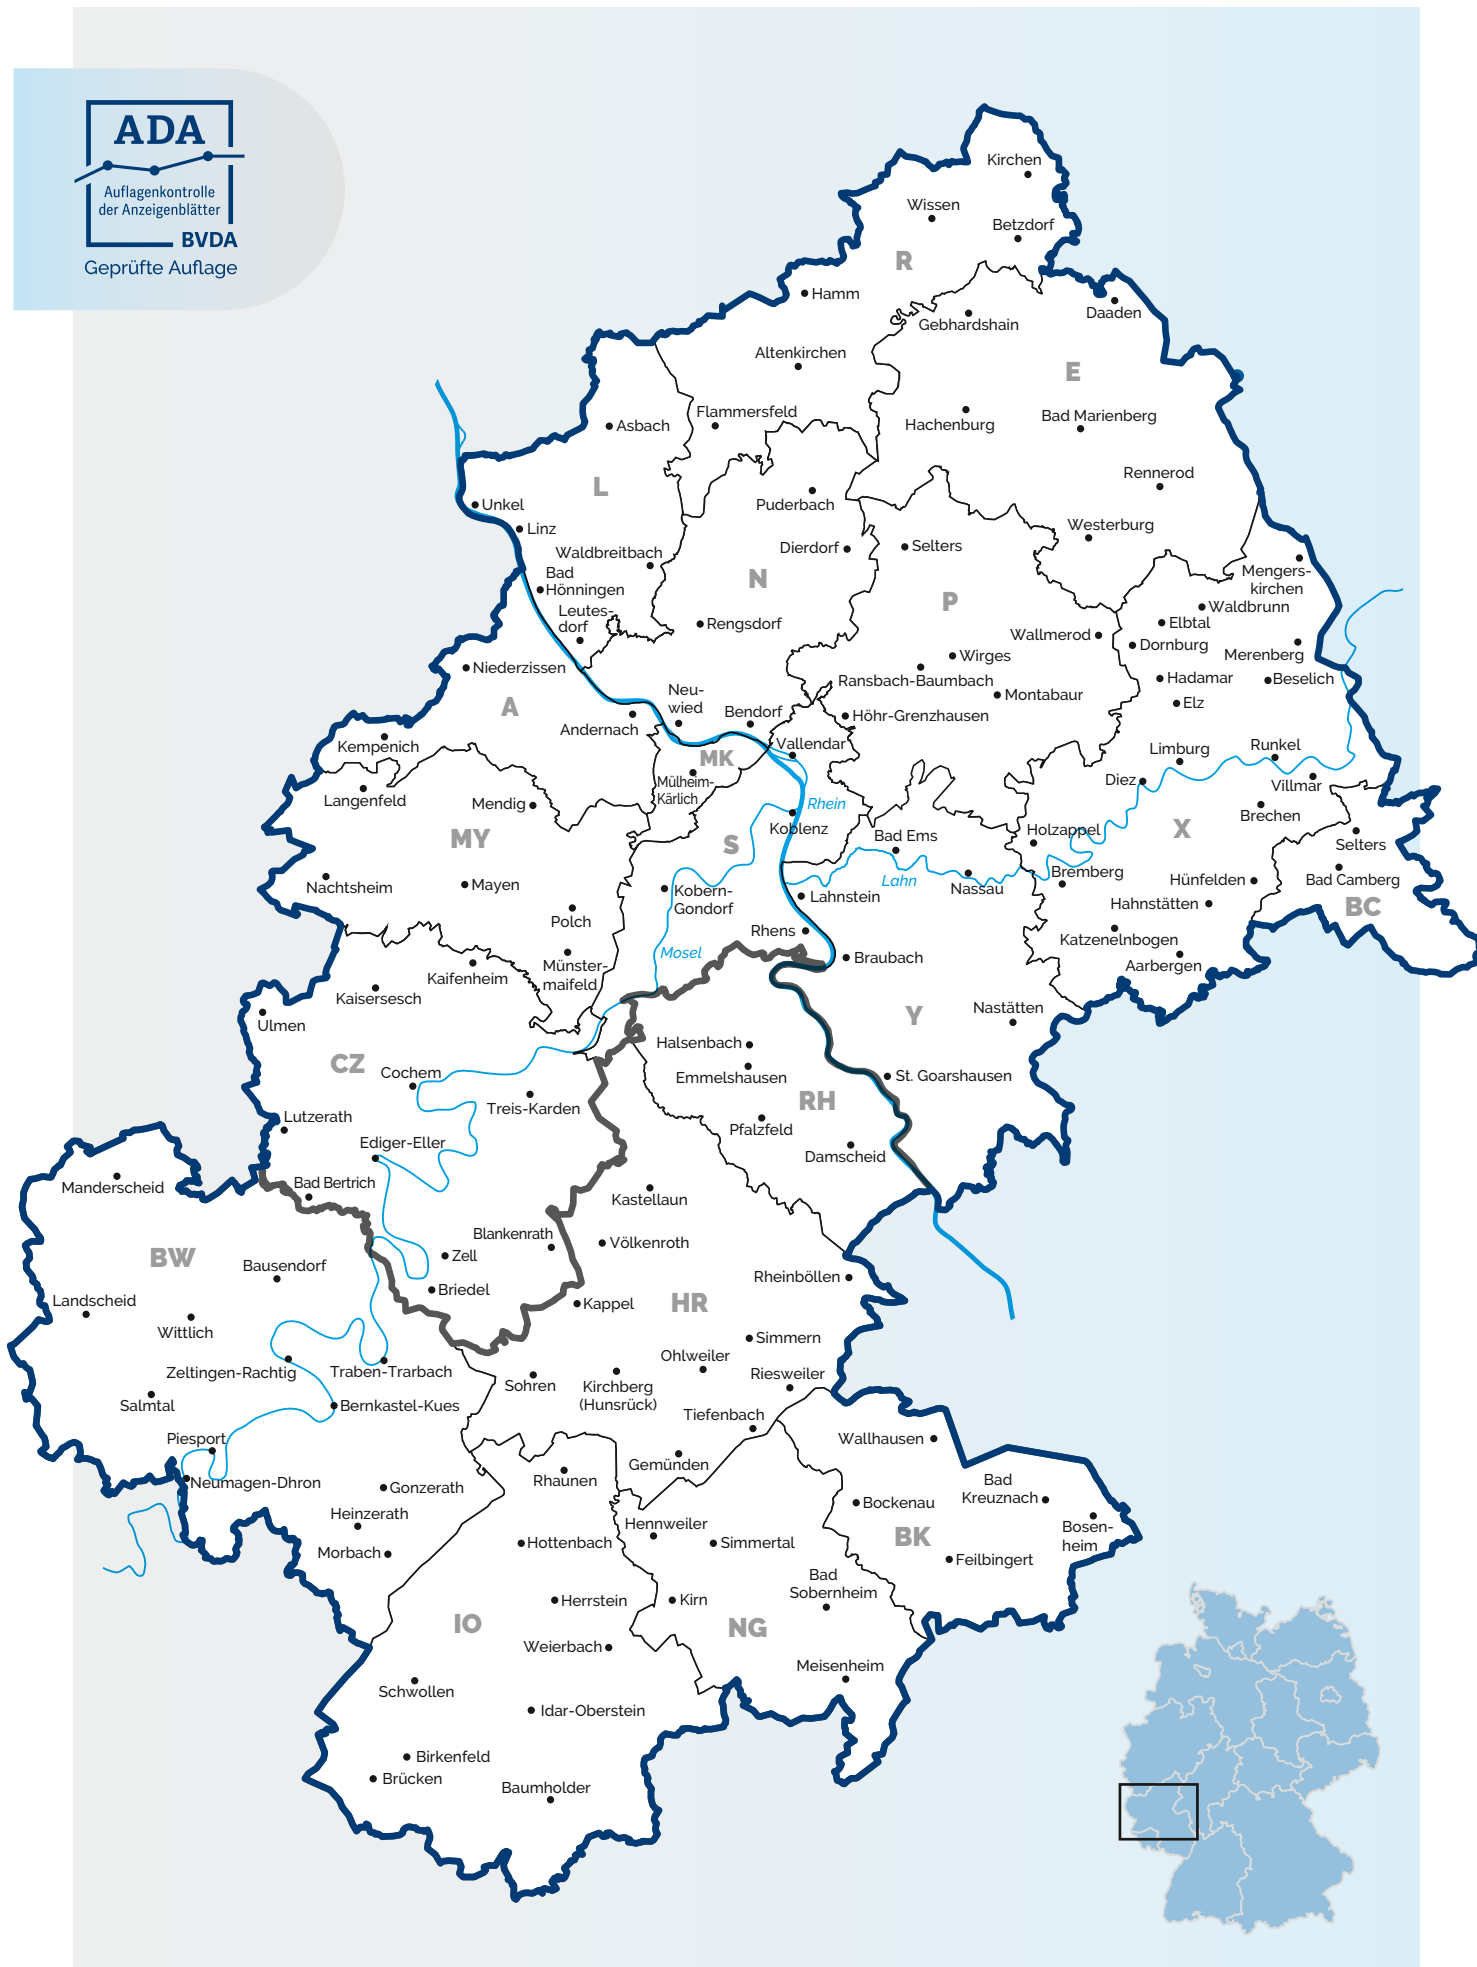 ADA
Auflagenkontrolle
der Anzeigenblätter
BVDA
Geprüfte Auflage
Kirchen
Wissen
Betzdorf
R
Hamm
Daaden
Gebhardshain
Altenkirchen
E
Flammersfeld
Asbach
Hachenburg
Bad Marienberg
Rennerod
L
Puderbach
Unkel
Linz
Westerburg
Waldbreitbach
Dierdorf
Selters
Bad
Hönningen
N
Mengers-
kirchen
Leutes-
dorf
P
Waldbrunn
Rengsdorf
Elbtal
Wallmerod
Dornburg
Merenberg
Niederzissen
Wirges
Ransbach-Baumbach
Hadamar
Beselich
A
Neu-
wied
Montabaur
Elz
Andernach
Bendorf
Höhr-Grenzhausen
Kempenich
MK
Vallendar
Limburg
Runkel
Langenfeld
Mendig
Mülheim-
Kärlich
Rhein
Diez
Villmar
MY
S
Koblenz
Bad Ems
Holzappel
X
Brechen
Selters
Nachtsheim
Mayen
Kobern-
Gondorf
Lahn
Lahnstein
Nassau
Bremberg
Hünfelden
Bad Camberg
Hahnstätten
BC
Polch
Rhens
Katzenelnbogen
Kaifenheim
Münster-
maifeld
Mosel
Braubach
Aarbergen
Kaisersesch
Ulmen
Y
Nastätten
CZ
Halsenbach
Cochem
Emmelshausen
St. Goarshausen
Treis-Karden
RH
Lutzerath
Pfalzfeld
Ediger-Eller
Damscheid
Manderscheid
Bad Bertrich
Kastellaun
BW
Blankenrath
Völkenroth
Bausendorf
Zell
Rheinböllen
Landscheid
Briedel
Kappel
HR
Wittlich
Simmern
Zeltingen-Rachtig
Traben-Trarbach
Ohlweiler
Sohren
Kirchberg
(Hunsrück)
Riesweiler
Salmtal
Bernkastel-Kues
Tiefenbach
Piesport
Wallhausen
Neumagen-Dhron
Rhaunen
Gemünden
Gonzerath
Bad
Kreuznach
Bockenau
Heinzerath
Hennweiler
Bosen-
heim
Morbach
Hottenbach
Simmertal
BK
Feilbingert
Bad
Sobernheim
Herrstein
Kirn
IO
NG
Weierbach
Meisenheim
Schwollen
Idar-Oberstein
Birkenfeld
Brücken
Baumholder